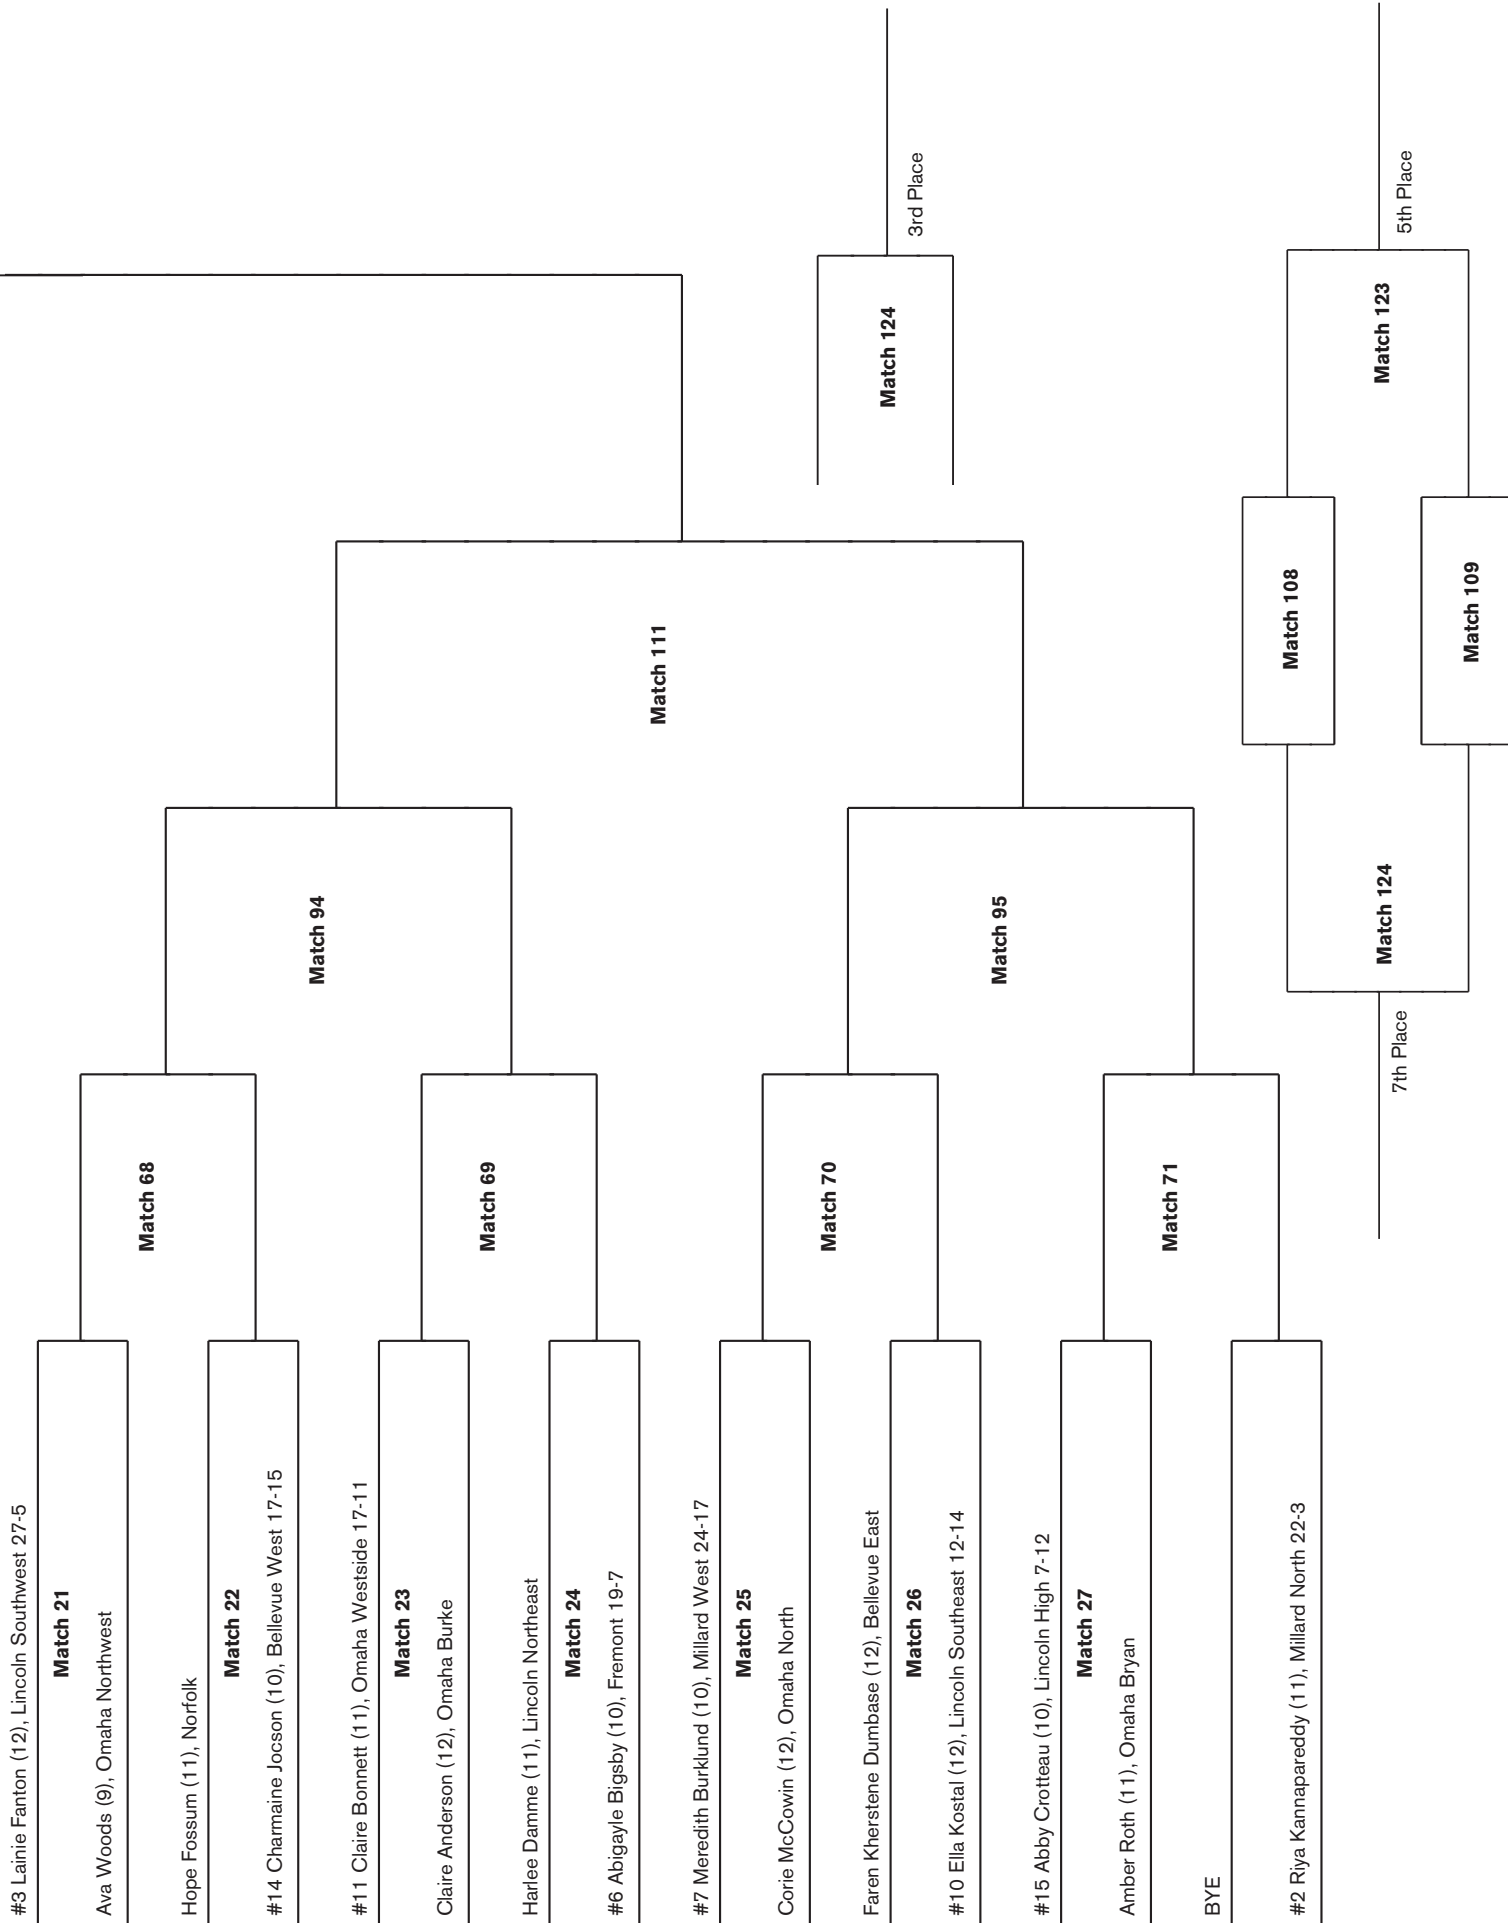 #3 Lainie Fanton (12), Lincoln Southwest 27-5
Match 21
Ava Woods (9), Omaha Northwest
Hope Fossum (11), Norfolk
Match 22
#14 Charmaine Jocson (10), Bellevue West 17-15
#11 Claire Bonnett (11), Omaha Westside 17-11
Match 23
Claire Anderson (12), Omaha Burke
Harlee Damme (11), Lincoln Northeast
Match 24
#6 Abigayle Bigsby (10), Fremont 19-7
#7 Meredith Burklund (10), Millard West 24-17
Match 25
Corie McCowin (12), Omaha North
Faren Kherstene Dumbase (12), Bellevue East
Match 26
#10 Ella Kostal (12), Lincoln Southeast 12-14
#15 Abby Crotteau (10), Lincoln High 7-12
Match 27
Amber Roth (11), Omaha Bryan
BYE
#2 Riya Kannapareddy (11), Millard North 22-3
Match 68
Match 69
Match 70
Match 71
Match 94
Match 95
Match 111
Match 124
3rd Place
7th Place
Match 124
Match 108
Match 109
Match 123
5th Place